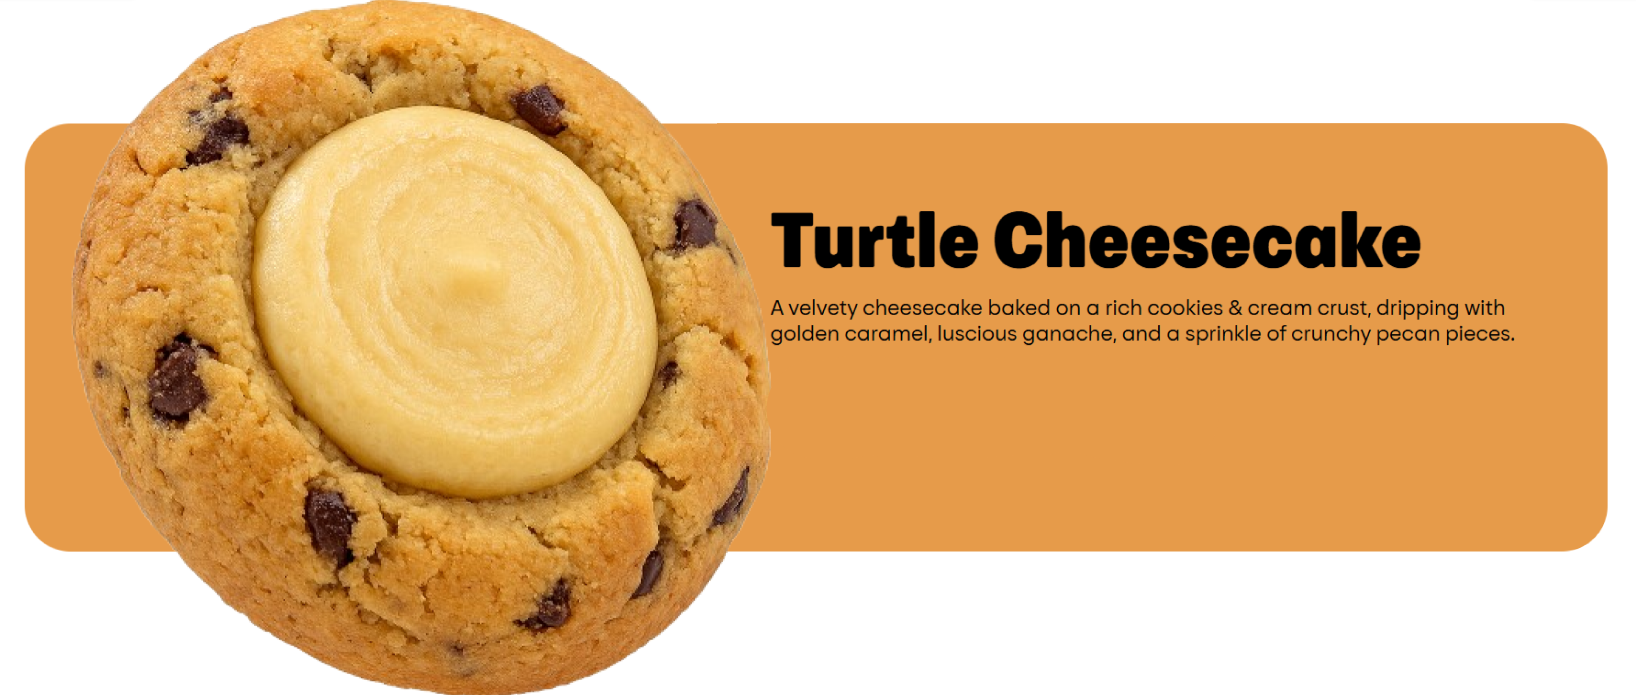 Turtle Cheesecake
A velvety cheesecake baked on a rich cookies & cream crust, dripping with
golden caramel, luscious ganache, and a sprinkle of crunchy pecan pieces.